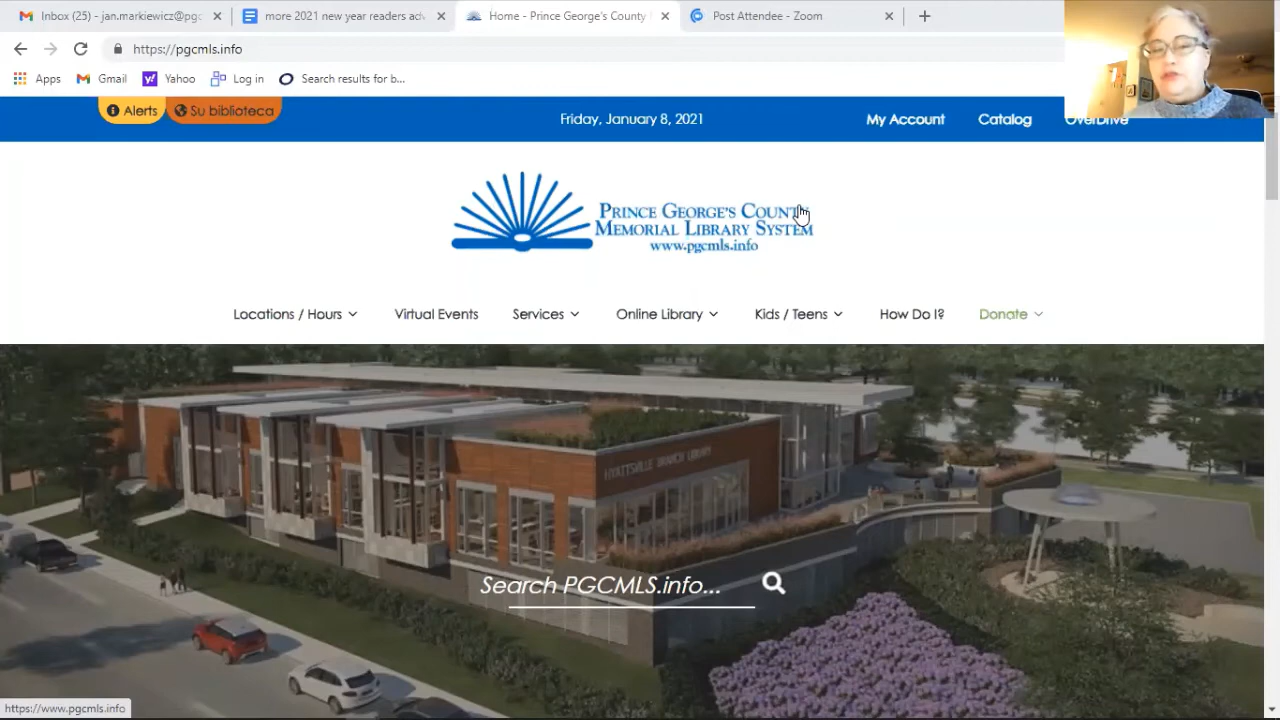 Inbox (23) - jan.markiewicz@pgc
more 2021 new year readers adv
Home - Prince George's County
Post Attendee - Zoom
https://pgcmls.info
Apps
Gmail
Yahoo
Log in
Search results for b...
Alerts
Su biblioteca
Friday, January 8, 2021
My Account
Catalog
OverDrive
PRINCE GEORGE'S COUNTY
MEMORIAL LIBRARY SYSTEM
www.pgcmls.info
Locations / Hours
Virtual Events
Services
Online Library
Kids / Teens
How Do I?
Donate
HYATTSVILLE BRANCH LIBRARY
Search PGCMLS.info...
https://www.pgcmls.info